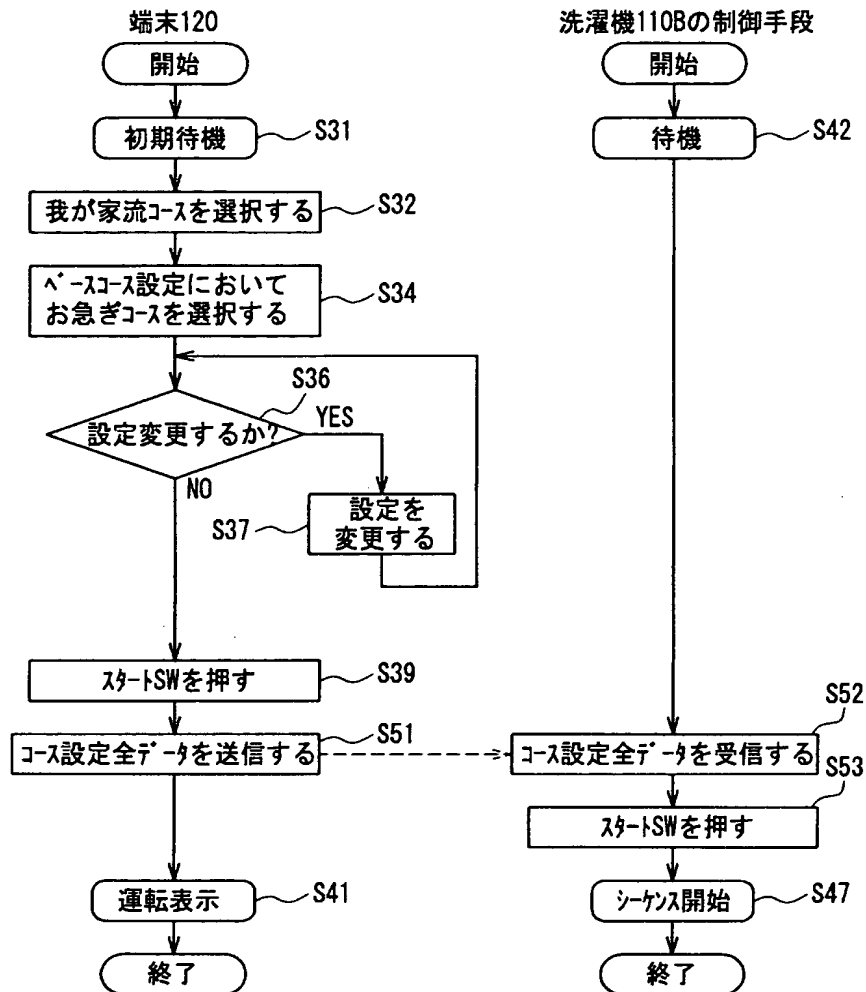 端末120
開始
初期待機
S31
我が家流コースを選択する
S32
ベースコース設定において
お急ぎコースを選択する
S34
S36
設定変更するか?
YES
NO
S37
設定を
変更する
スタートSWを押す
S39
コース設定全データを送信する
S51
運転表示
S41
終了
洗濯機110Bの制御手段
開始
待機
S42
S52
コース設定全データを受信する
S53
スタートSWを押す
シーケンス開始
S47
終了